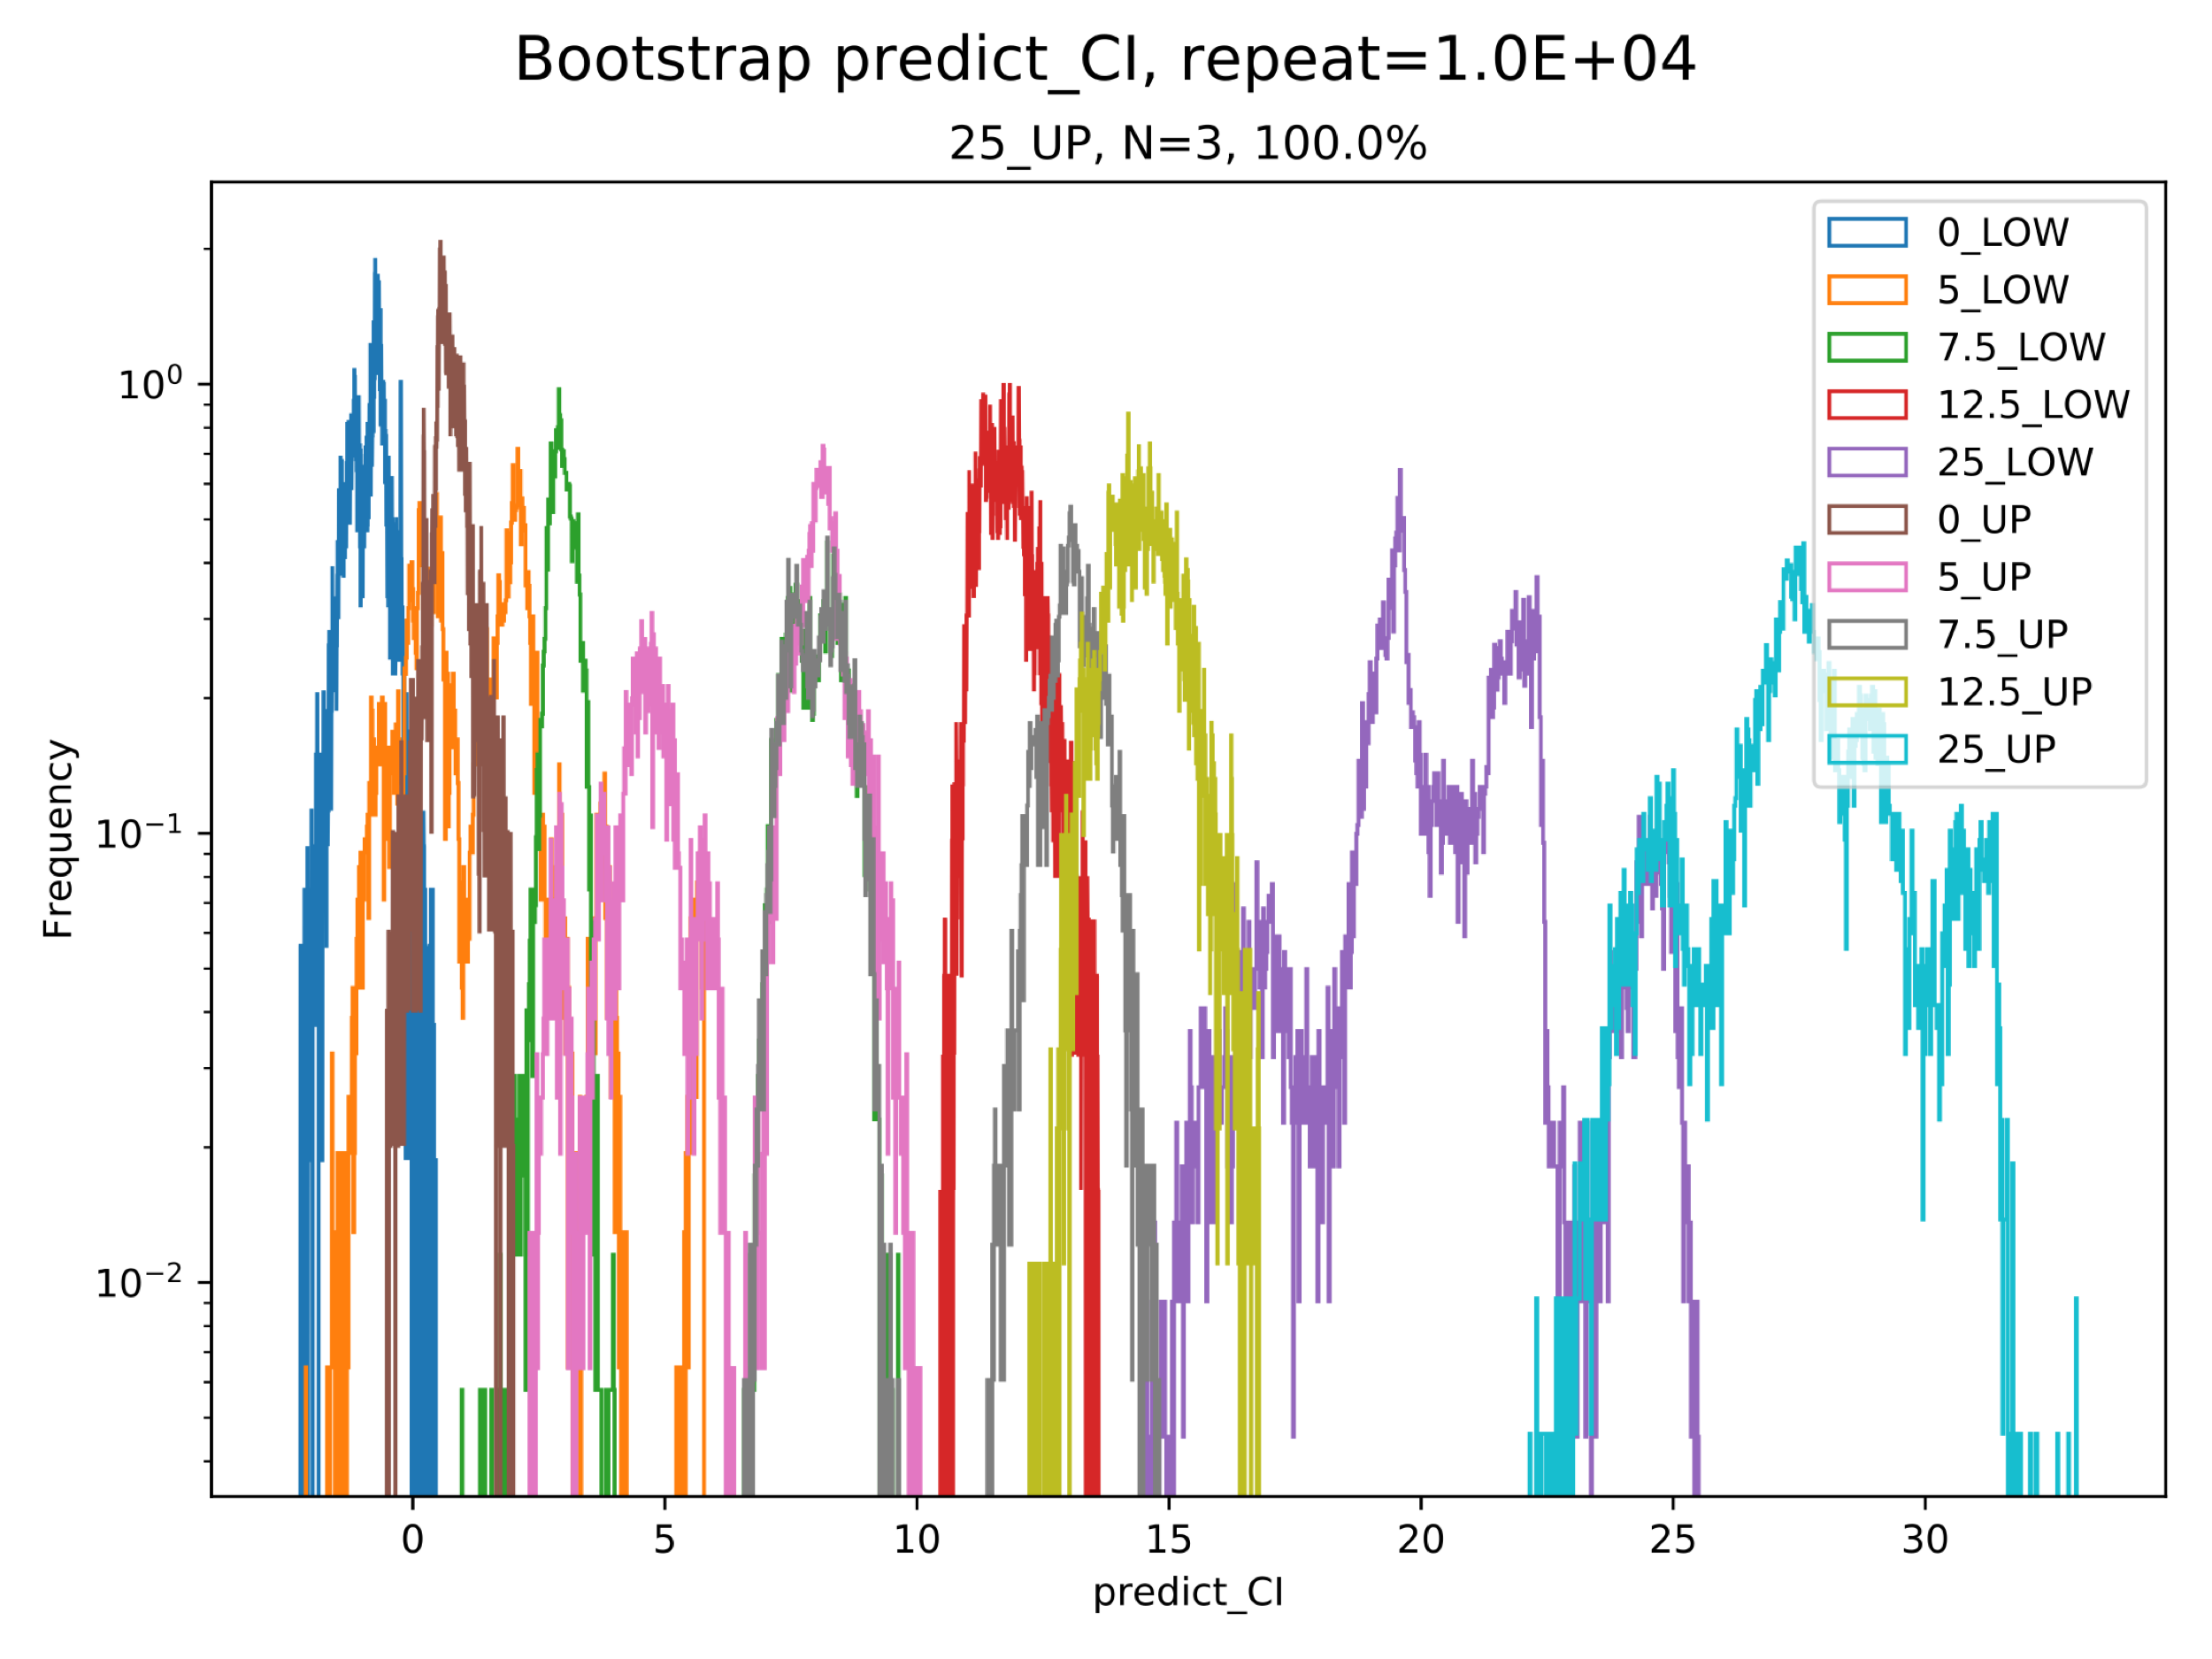 Bootstrap predict_CI, repeat=1.0E+04
25_UP, N=3, 100.0%
0_LOW
5_LOW
7.5_LOW
12.5_LOW
25_LOW
0_UP
5_UP
7.5_UP
12.5_UP
25_UP
Frequency
10⁰
10⁻¹
10⁻²
0 5 10 15 20 25 30
predict_CI